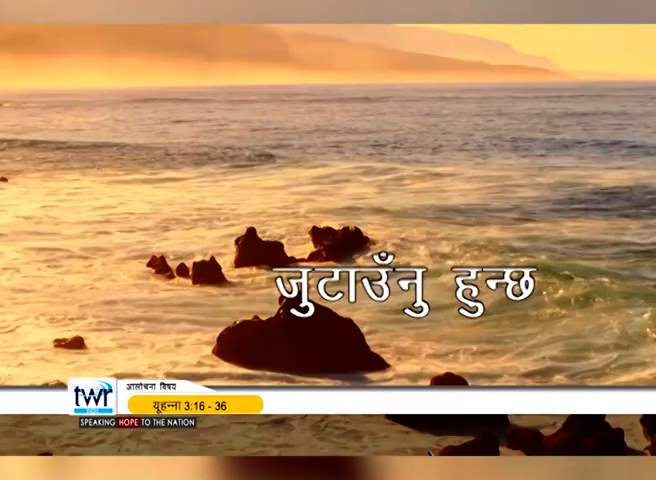 जुटाउँनु हुन्छ
twr
आलोचना बिषय
यूहन्ना 3:16 - 36
SPEAKING HOPE TO THE NATION